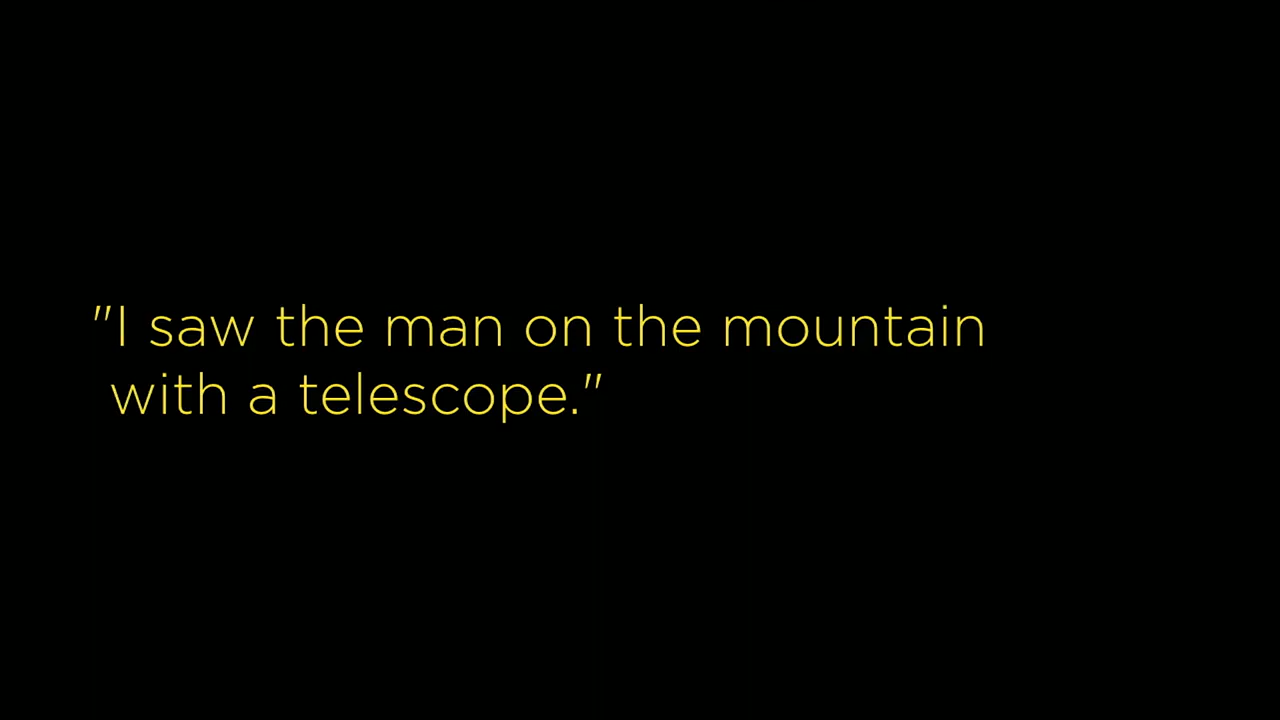 "I saw the man on the mountain
with a telescope."